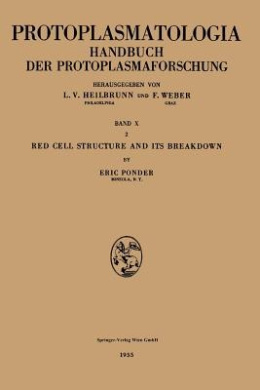 PROTOPLASMATOLOGIA
HANDBUCH
DER PROTOPLASMAFORSCHUNG
HERAUSGEGEBEN VON
L. V. HEILBRUNN UND F. WEBER
PHILADELPHIA GRAZ
BAND X
2
RED CELL STRUCTURE AND ITS BREAKDOWN
BY
ERIC PONDER
MINEOLA, N. Y.
Springer-Verlag Wien GmbH
1955